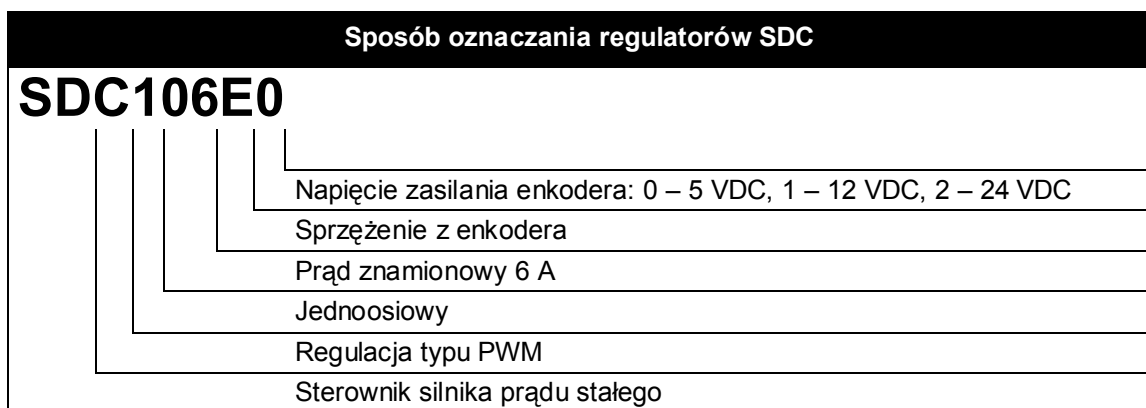 Sposób oznaczania regulatorów SDC
SDC106E0
Napięcie zasilania enkodera: 0 – 5 VDC, 1 – 12 VDC, 2 – 24 VDC
Sprzężenie z enkodera
Prąd znamionowy 6 A
Jednoosiowy
Regulacja typu PWM
Sterownik silnika prądu stałego